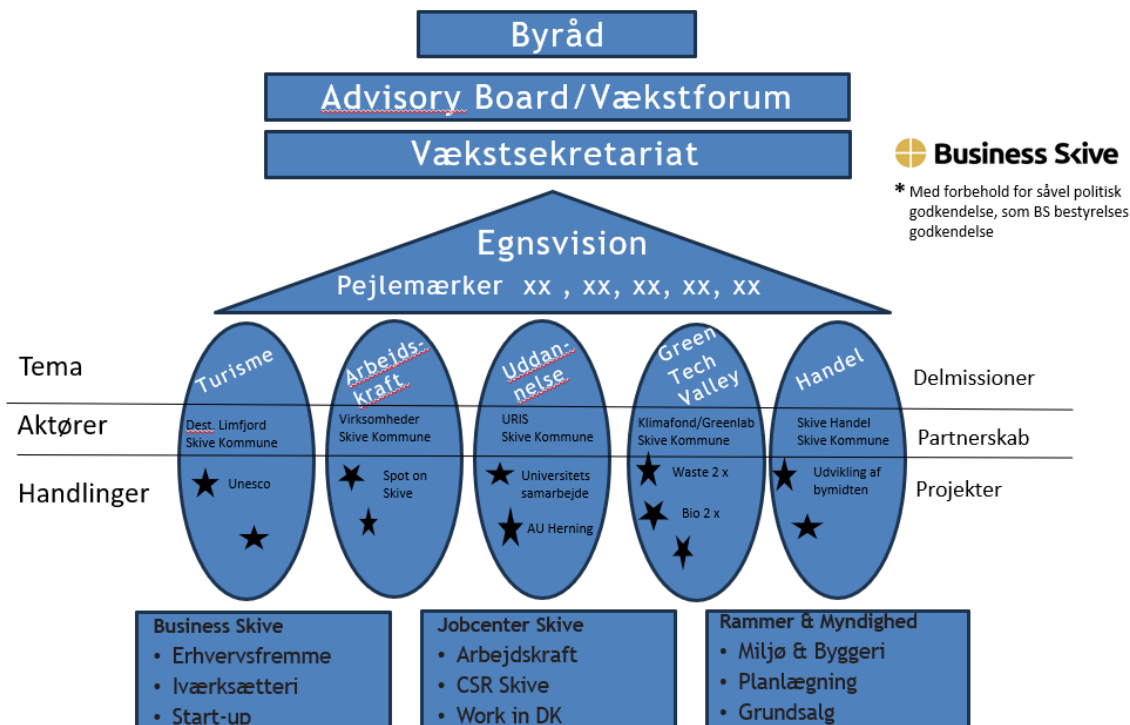 Byråd
Advisory Board/Vækstforum
Vækstsekretariat
Business Skive
* Med forbehold for såvel politisk
godkendelse, som BS bestyrelses
godkendelse
Egnsvision
Pejlemærker xx , xx, xx, xx, xx
Tema
Turisme
Arbejds-
kraft
Uddan-
nelse
Green
Tech
Valley
Handel
Delmissioner
Aktører
Dest. Limfjord
Skive Kommune
Virksomheder
Skive Kommune
URIS
Skive Kommune
Klimafond/Greenlab
Skive Kommune
Skive Handel
Skive Kommune
Partnerskab
Handlinger
Unesco
Spot on
Skive
Universitets
samarbejde
AU Herning
Waste 2 x
Bio 2 x
Udvikling af
bymidten
Projekter
Business Skive
• Erhvervsfremme
• Iværksætteri
• Start-up
Jobcenter Skive
• Arbejdskraft
• CSR Skive
• Work in DK
Rammer & Myndighed
• Miljø & Byggeri
• Planlægning
• Grundsalg